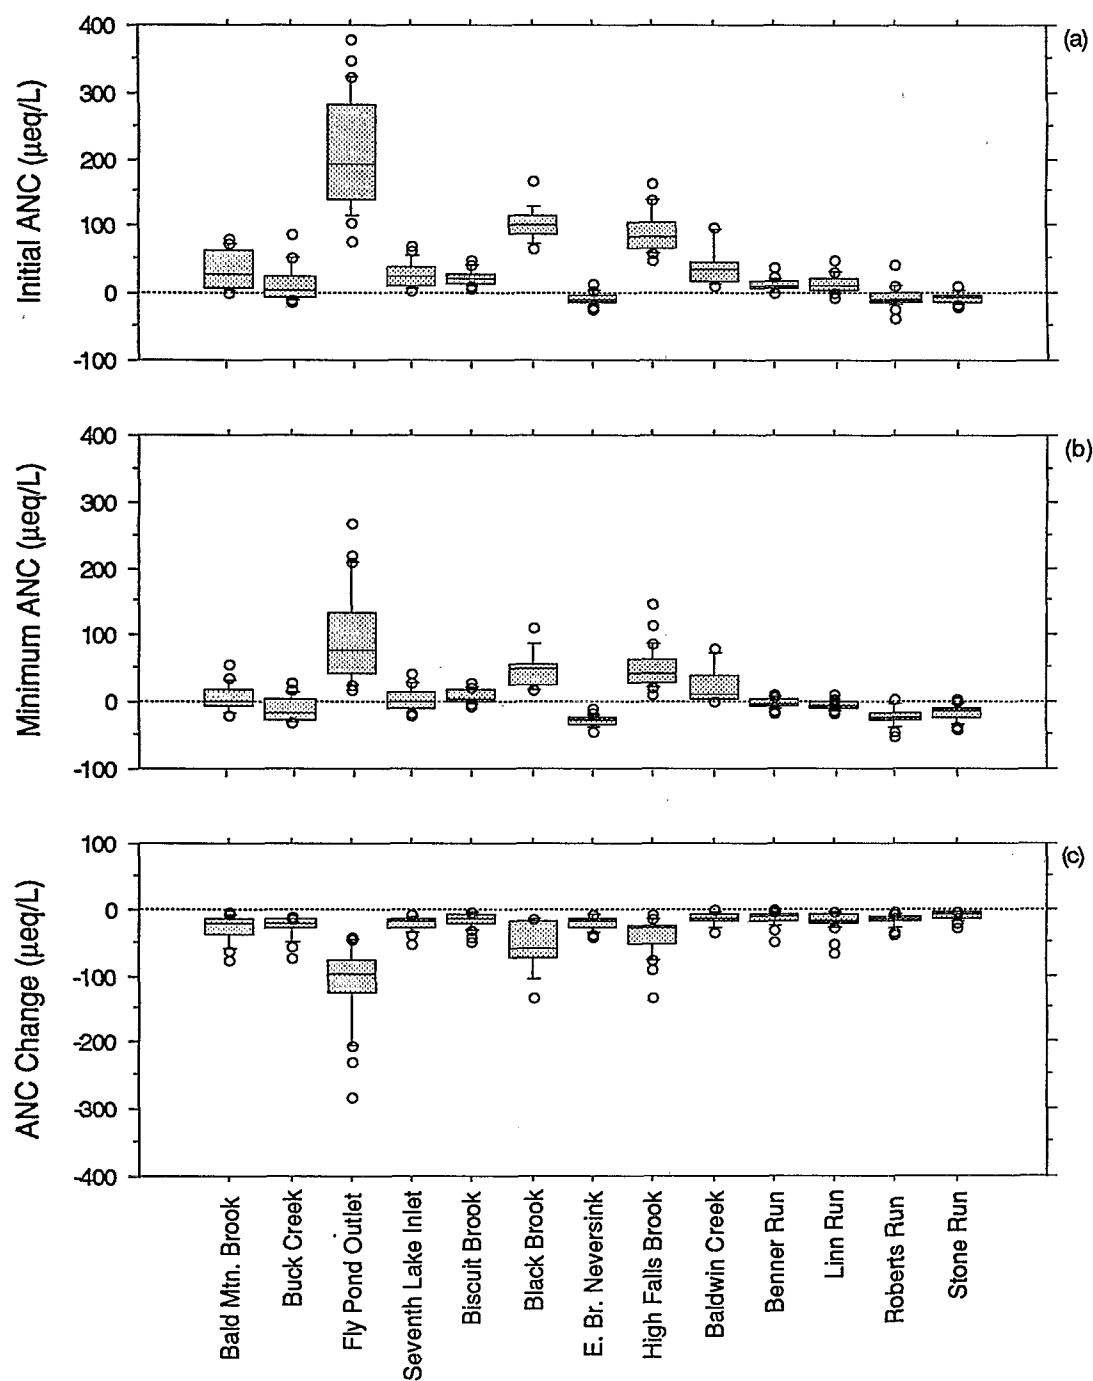 400
300
200
100
0
-100
Initial ANC (µeq/L)
(a)
400
300
200
100
0
-100
Minimum ANC (µeq/L)
(b)
100
0
-100
-200
-300
-400
ANC Change (µeq/L)
(c)
Bald Mtn. Brook
Buck Creek
Fly Pond Outlet
Seventh Lake Inlet
Biscuit Brook
Black Brook
E. Br. Neversink
High Falls Brook
Baldwin Creek
Benner Run
Linn Run
Roberts Run
Stone Run